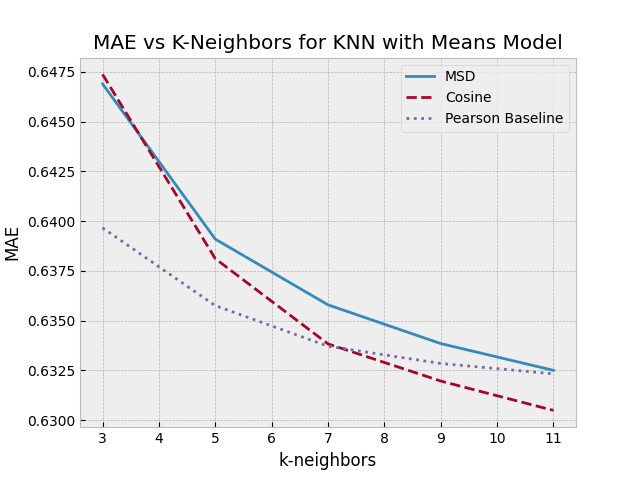 MAE vs K-Neighbors for KNN with Means Model
MSD
Cosine
Pearson Baseline
MAE
0.6475
0.6450
0.6425
0.6400
0.6375
0.6350
0.6325
0.6300
3 4 5 6 7 8 9 10 11
k-neighbors